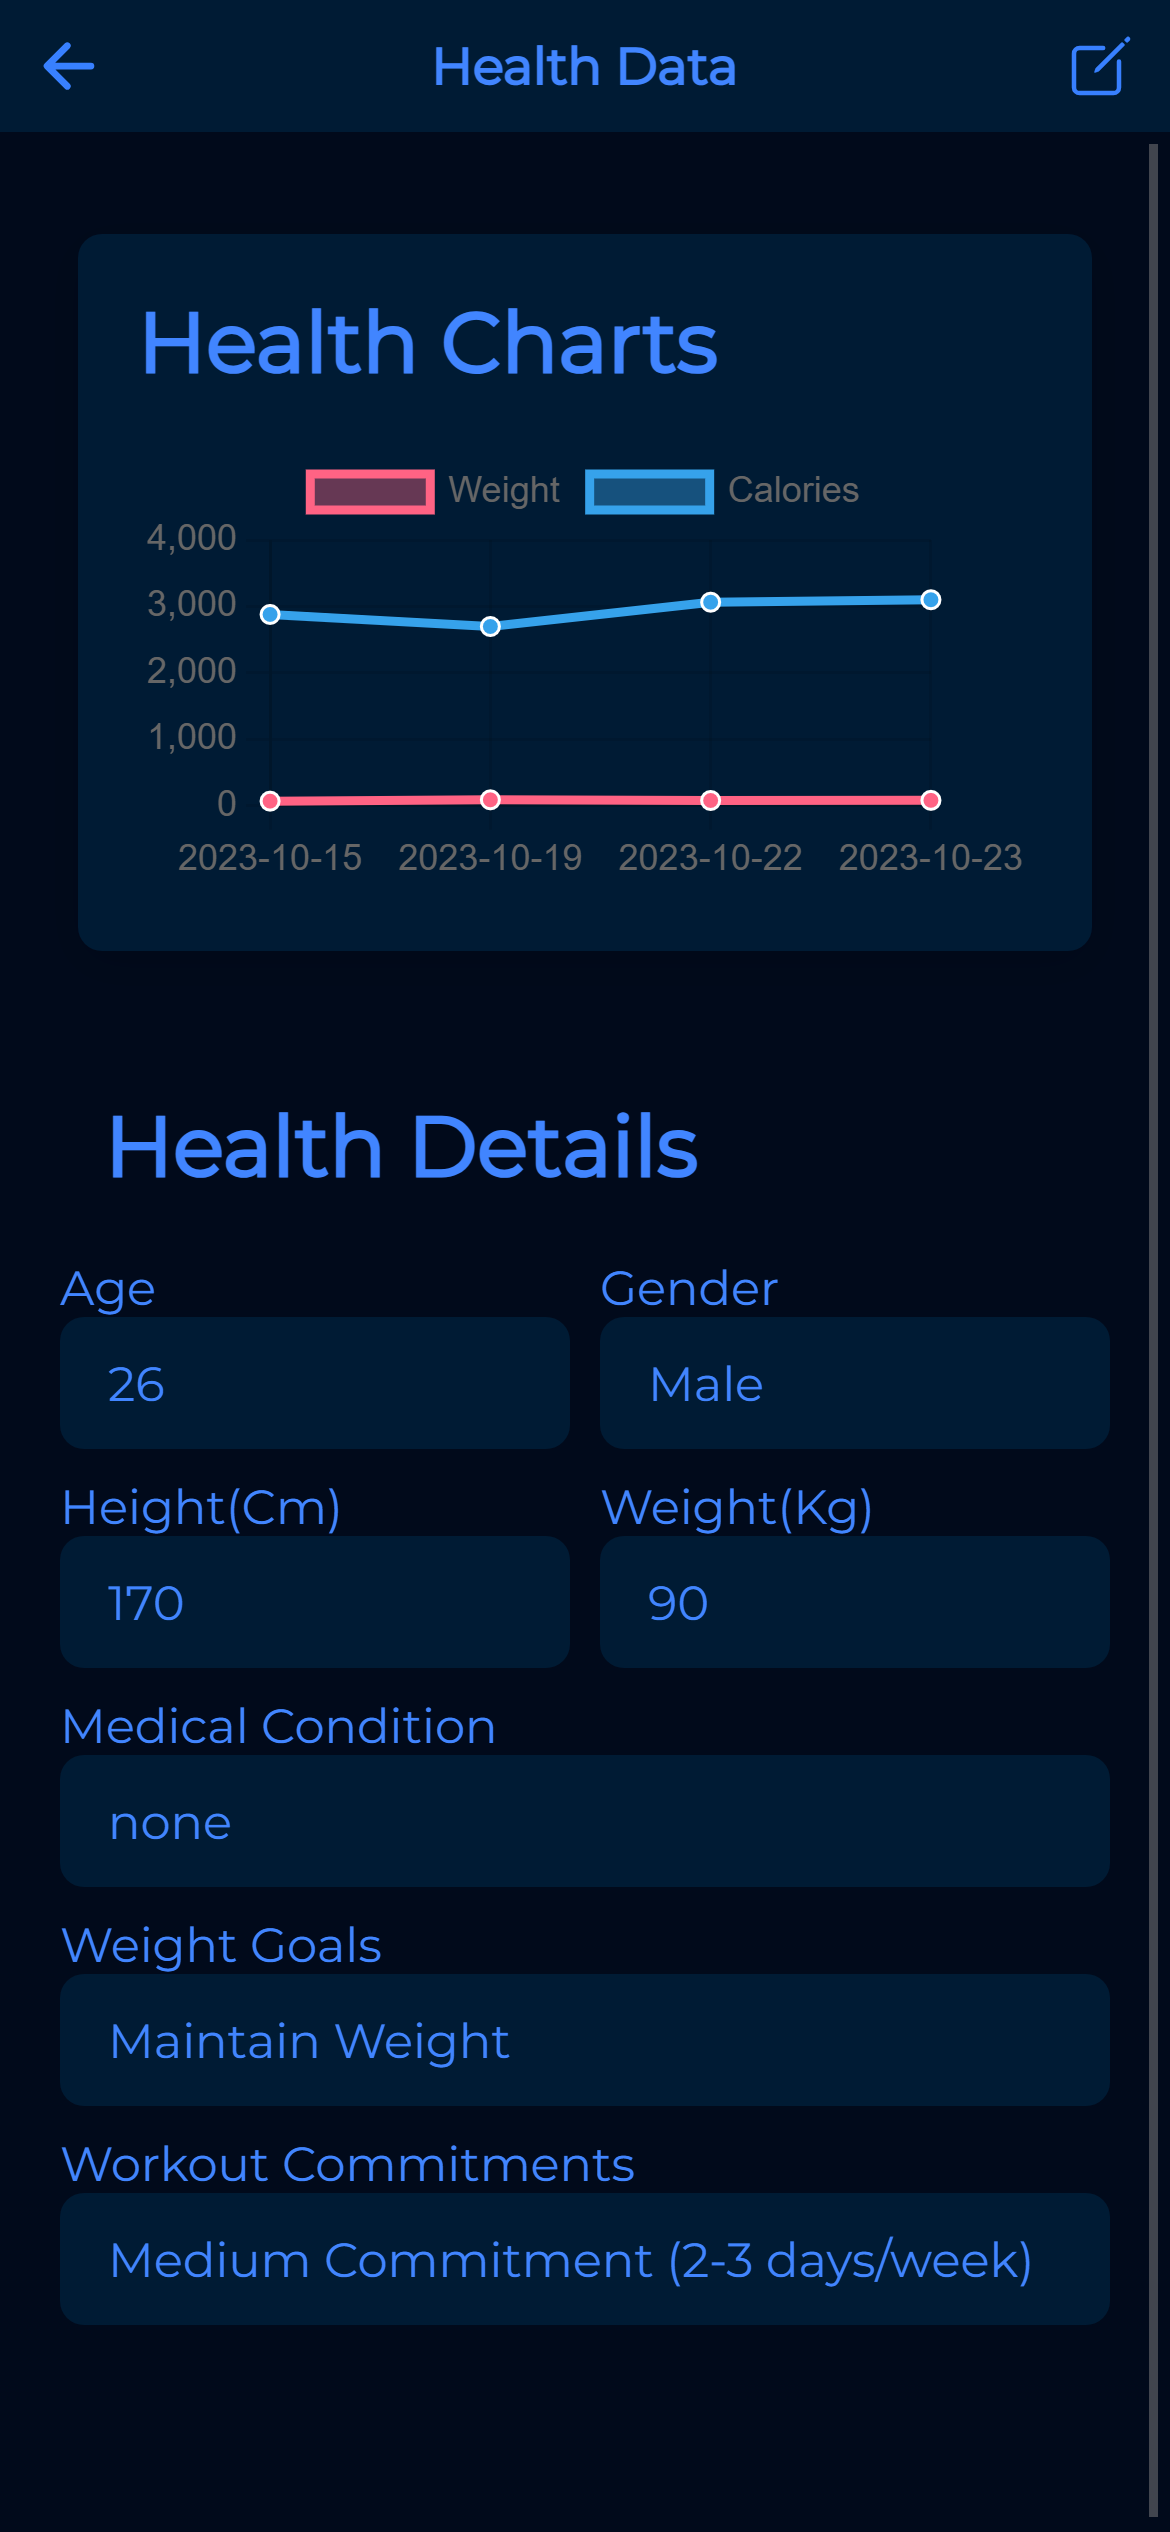 Health Data
Health Charts
Weight Calories
4,000
3,000
2,000
1,000
0
2023-10-15 2023-10-19 2023-10-22 2023-10-23
Health Details
Age Gender
26 Male
Height(Cm) Weight(Kg)
170 90
Medical Condition
none
Weight Goals
Maintain Weight
Workout Commitments
Medium Commitment (2-3 days/week)